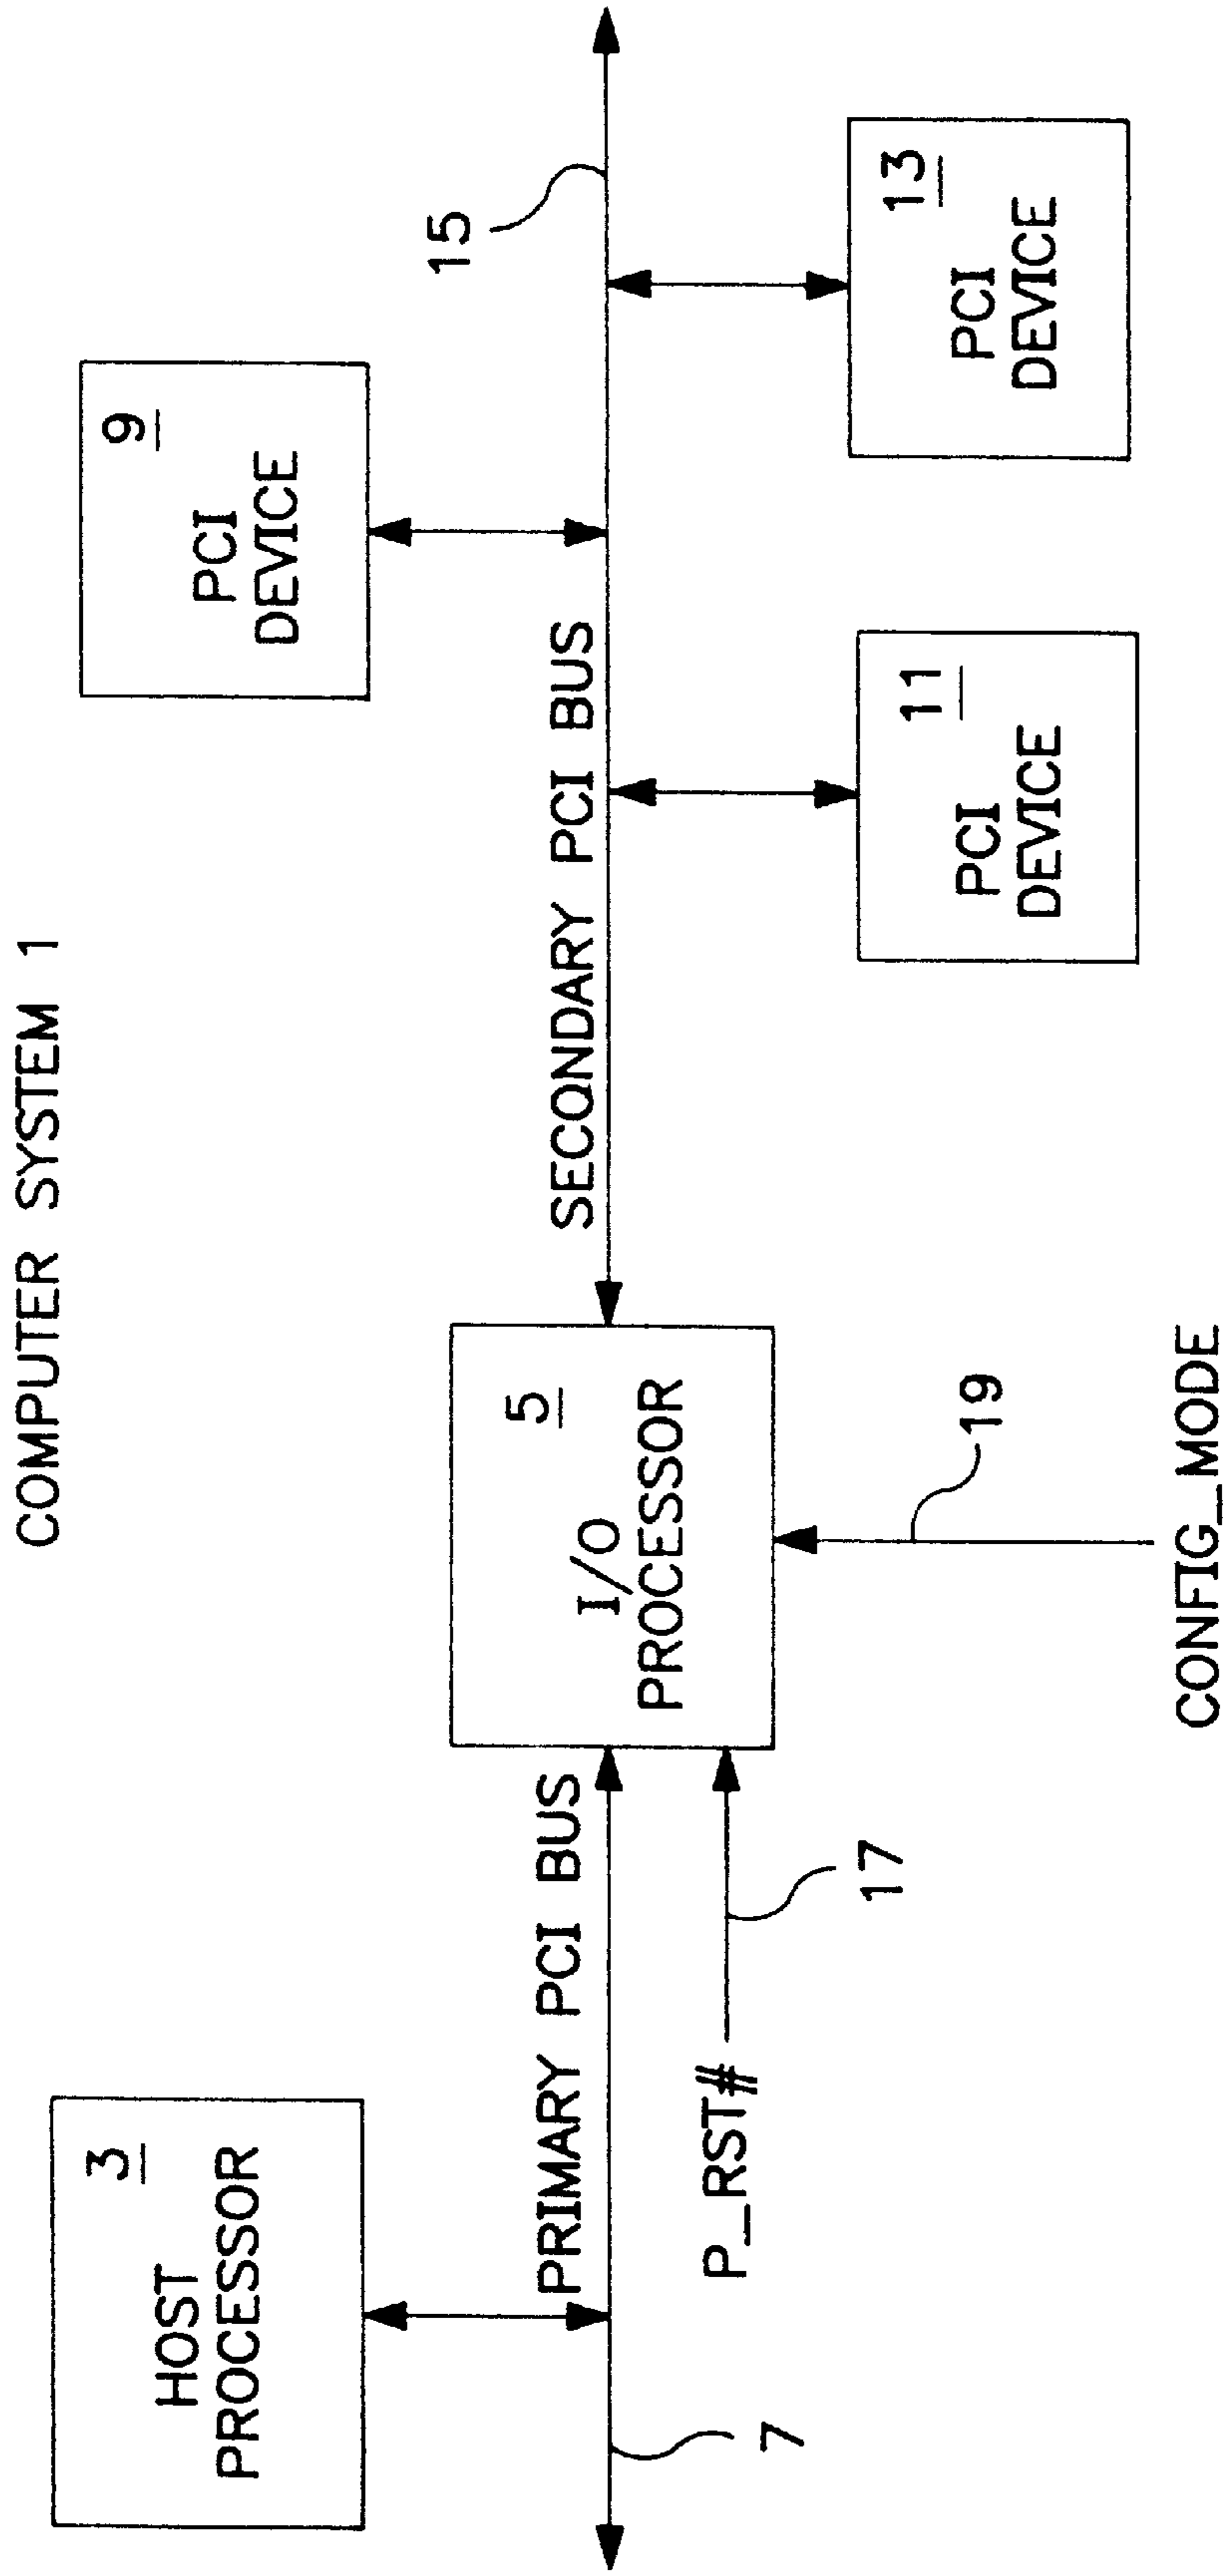 COMPUTER SYSTEM 1
3
HOST
PROCESSOR
PRIMARY PCI BUS
7
P_RST#
17
5
I/O
PROCESSOR
CONFIG_MODE
19
SECONDARY PCI BUS
15
9
PCI
DEVICE
11
PCI
DEVICE
13
PCI
DEVICE